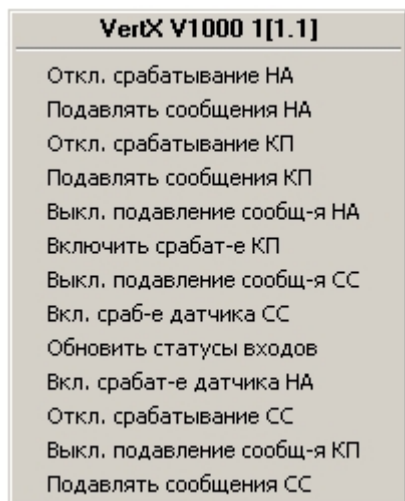 VertX V1000 1[1.1]
Откл. срабатывание НА
Подавлять сообщения НА
Откл. срабатывание КП
Подавлять сообщения КП
Выкл. подавление сообщ-я НА
Включить срабат-е КП
Выкл. подавление сообщ-я СС
Вкл. сраб-е датчика СС
Обновить статусы входов
Вкл. срабат-е датчика НА
Откл. срабатывание СС
Выкл. подавление сообщ-я КП
Подавлять сообщения СС